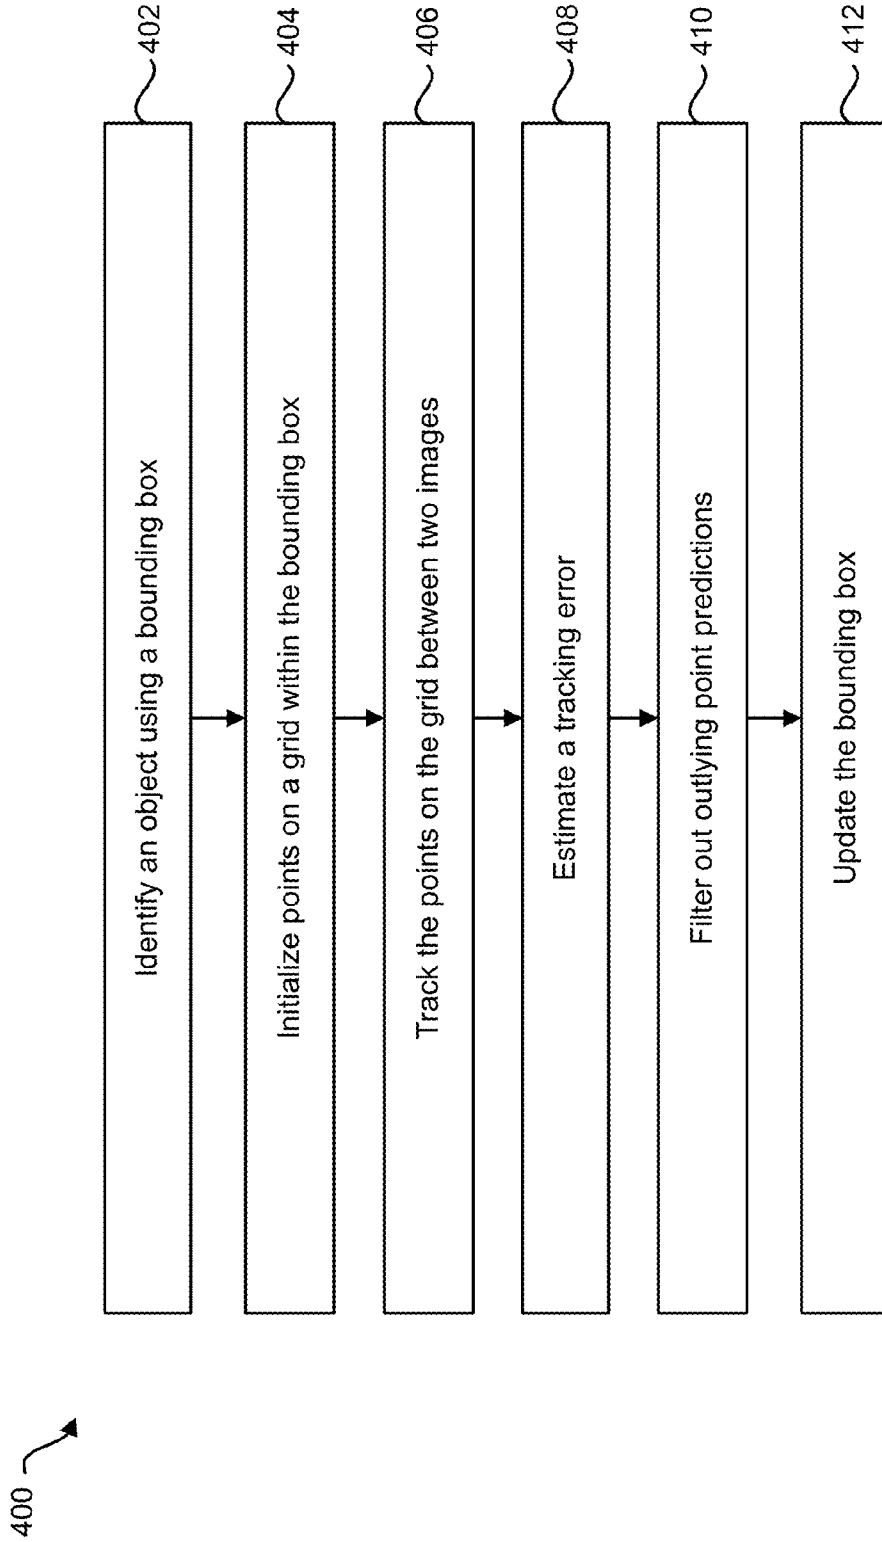 400
Identify an object using a bounding box
402
Initialize points on a grid within the bounding box
404
Track the points on the grid between two images
406
Estimate a tracking error
408
Filter out outlying point predictions
410
Update the bounding box
412